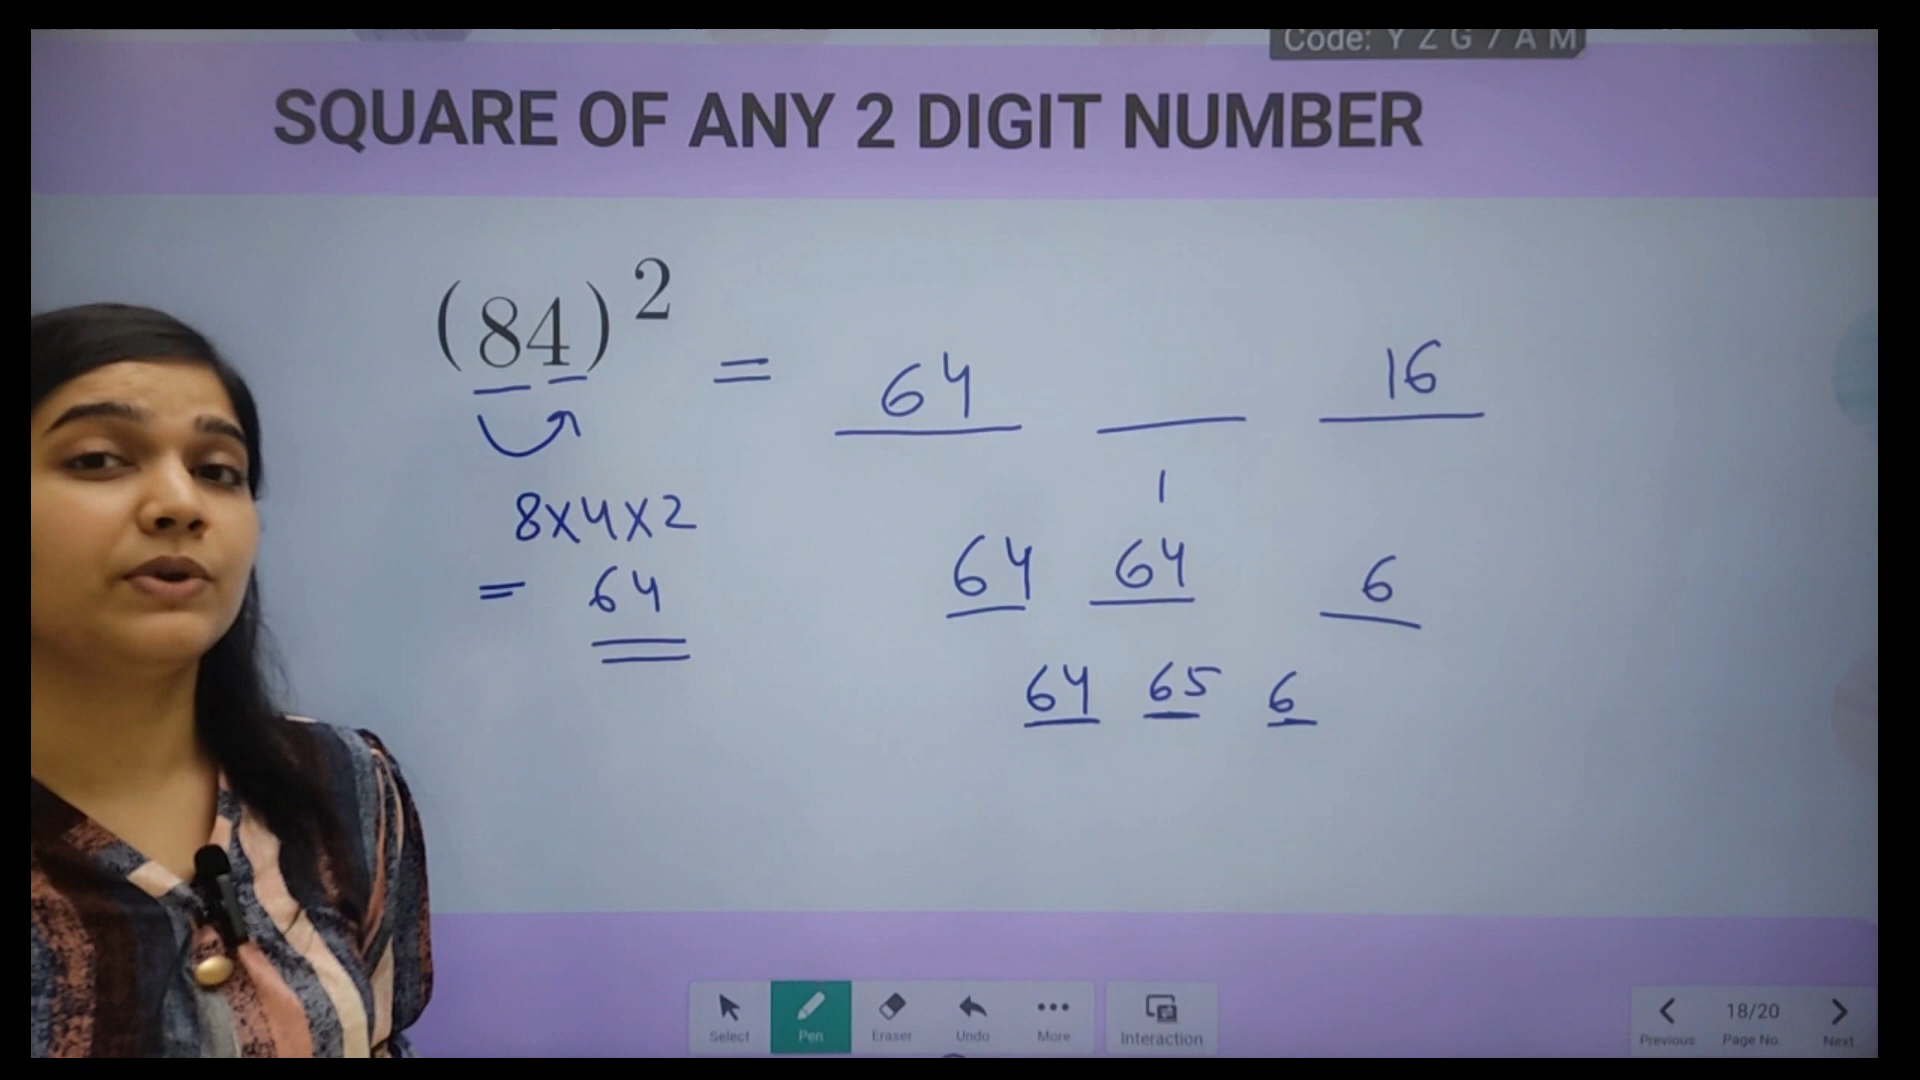 Code: Y Z G 7 A M
SQUARE OF ANY 2 DIGIT NUMBER
(84)² = 64 __ 16
8x4x2
= 64
1
64 64 6
64 65 6
Select Pen Eraser Undo More Interaction
18/20
Previous Page No. Next